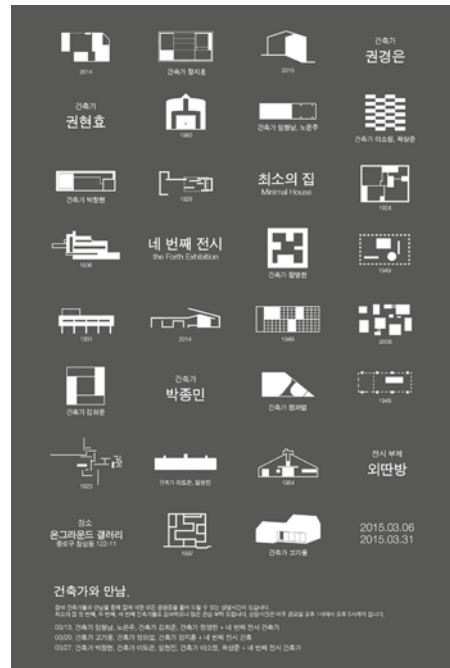 건축가
2014
건축가 정지훈
2015
권경은
건축가
권현효
1980
건축가 임형남, 노은주
건축가 이소정, 곽상준
건축가 박창현
1929
최소의 집
Minimal House
1924
1936
네 번째 전시
the Forth Exhibition
건축가 정영한
1949
1931
2014
1949
2009
건축가 김희준
건축가
박종민
건축가 정의엽
1949
1923
건축가 이도은, 임현진
1964
전시 부제
외딴방
장소
온그라운드 갤러리
종로구 창성동 122-11
1997
건축가 고기웅
2015.03.06
2015.03.31
건축가와 만남.
03/13, 건축가 임형남, 노은주, 건축가 김희준, 건축가 정영한 + 네 번째 전시 건축가
03/20, 건축가 고기웅, 건축가 정의엽, 건축가 장지훈 + 네 번째 전시 건축
03/27, 건축가 박창현, 건축가 이도은, 임현진, 건축가 이소정, 곽상준 + 네 번째 전시 건축가